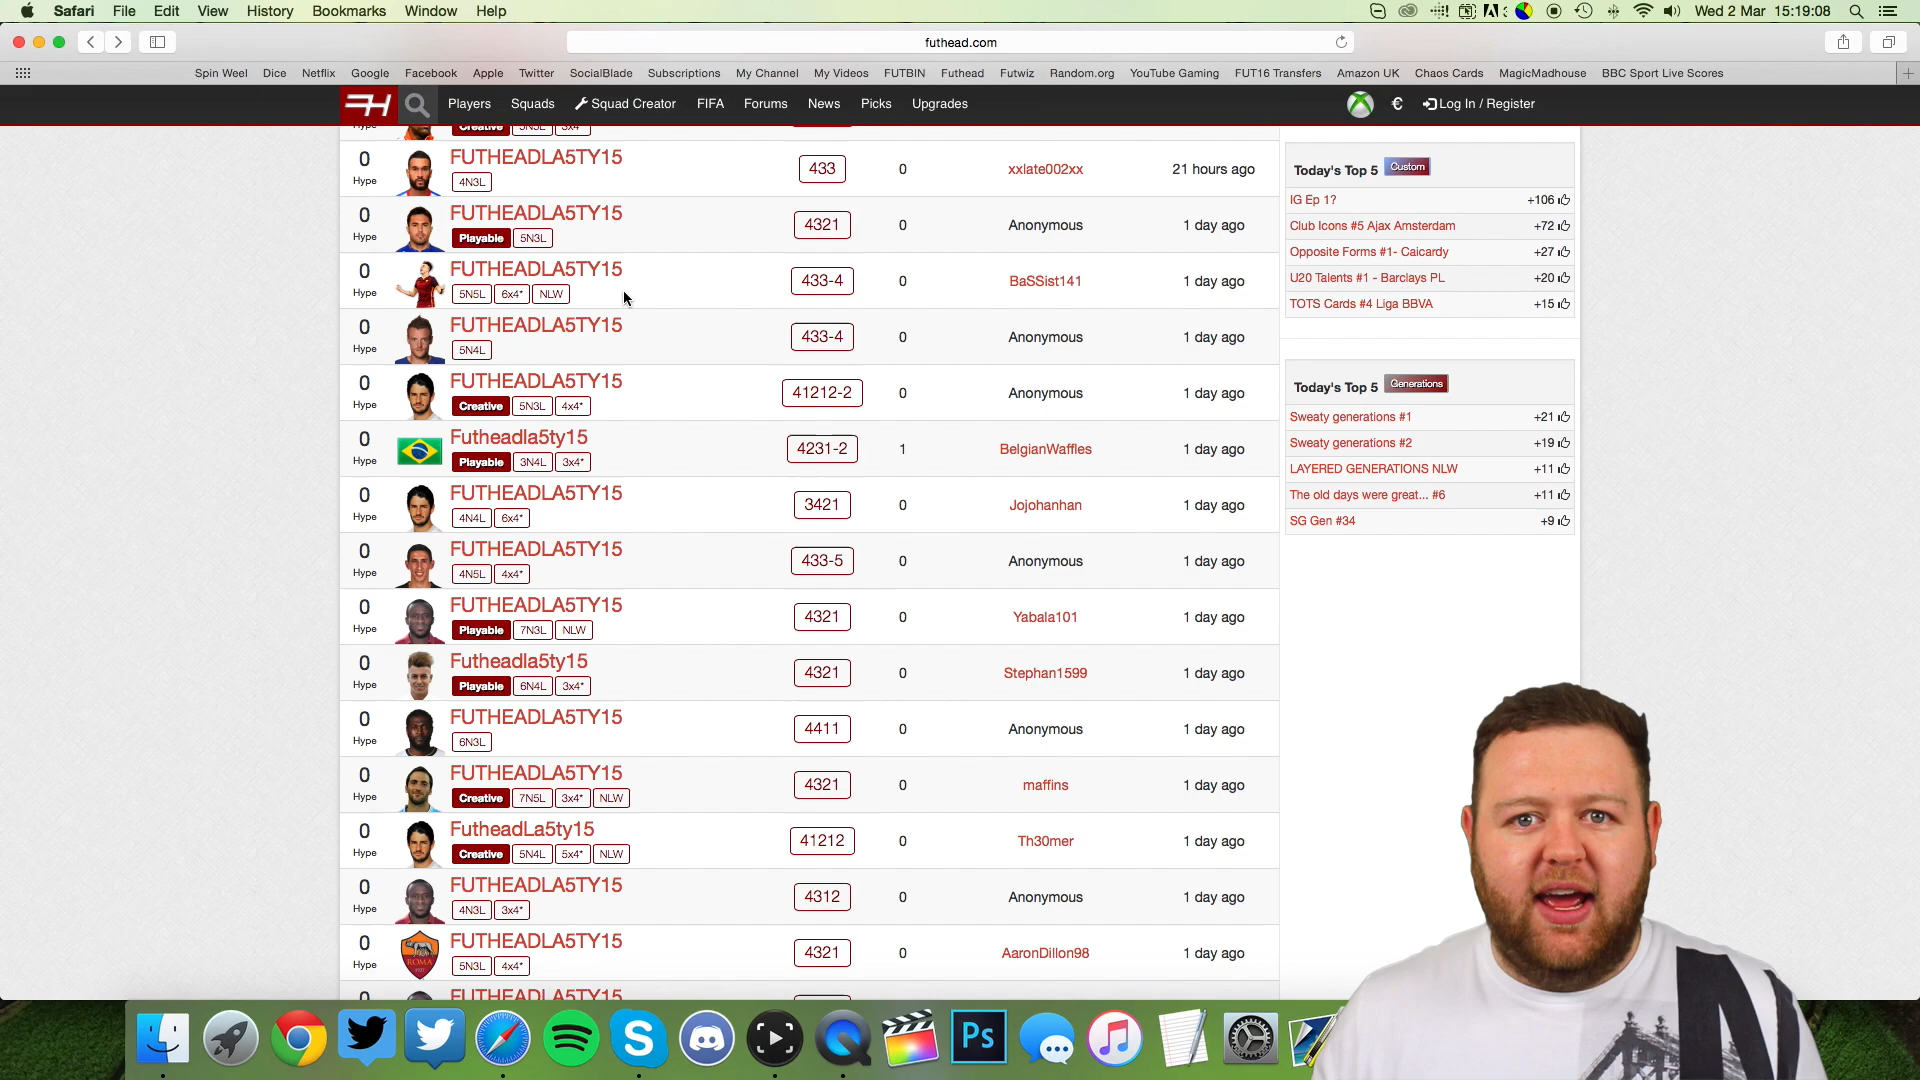 Safari File Edit View History Bookmarks Window Help Wed 2 Mar 15:19:08
futhead.com
Spin Weel Dice Netflix Google Facebook Apple Twitter SocialBlade Subscriptions My Channel My Videos FUTBIN Futhead Futwiz Random.org YouTube Gaming FUT16 Transfers Amazon UK Chaos Cards MagicMadhouse BBC Sport Live Scores
FH Players Squads Squad Creator FIFA Forums News Picks Upgrades € Log In / Register
Hype Creative 5N5L 3x4*
0 FUTHEADLA5TY15 433 0 xxlate002xx 21 hours ago
Hype 4N3L
0 FUTHEADLA5TY15 4321 0 Anonymous 1 day ago
Hype Playable 5N3L
0 FUTHEADLA5TY15 433-4 0 BaSSist141 1 day ago
Hype 5N5L 6x4* NLW
0 FUTHEADLA5TY15 433-4 0 Anonymous 1 day ago
Hype 5N4L
0 FUTHEADLA5TY15 41212-2 0 Anonymous 1 day ago
Hype Creative 5N3L 4x4*
0 Futheadla5ty15 4231-2 1 BelgianWaffles 1 day ago
Hype Playable 3N4L 3x4*
0 FUTHEADLA5TY15 3421 0 Jojohanhan 1 day ago
Hype 4N4L 6x4*
0 FUTHEADLA5TY15 433-5 0 Anonymous 1 day ago
Hype 4N5L 4x4*
0 FUTHEADLA5TY15 4321 0 Yabala101 1 day ago
Hype Playable 7N3L NLW
0 Futheadla5ty15 4321 0 Stephan1599 1 day ago
Hype Playable 6N4L 3x4*
0 FUTHEADLA5TY15 4411 0 Anonymous 1 day ago
Hype 6N3L
0 FUTHEADLA5TY15 4321 0 maffins 1 day ago
Hype Creative 7N5L 3x4* NLW
0 FutheadLa5ty15 41212 0 Th30mer 1 day ago
Hype Creative 5N4L 5x4* NLW
0 FUTHEADLA5TY15 4312 0 Anonymous 1 day ago
Hype 4N3L 3x4*
0 FUTHEADLA5TY15 4321 0 AaronDillon98 1 day ago
Hype ROMA 5N3L 4x4*
0 FUTHEADLA5TY15
Today's Top 5 Custom
IG Ep 1? +106
Club Icons #5 Ajax Amsterdam +72
Opposite Forms #1- Caicardy +27
U20 Talents #1 - Barclays PL +20
TOTS Cards #4 Liga BBVA +15
Today's Top 5 Generations
Sweaty generations #1 +21
Sweaty generations #2 +19
LAYERED GENERATIONS NLW +11
The old days were great... #6 +11
SG Gen #34 +9
Ps